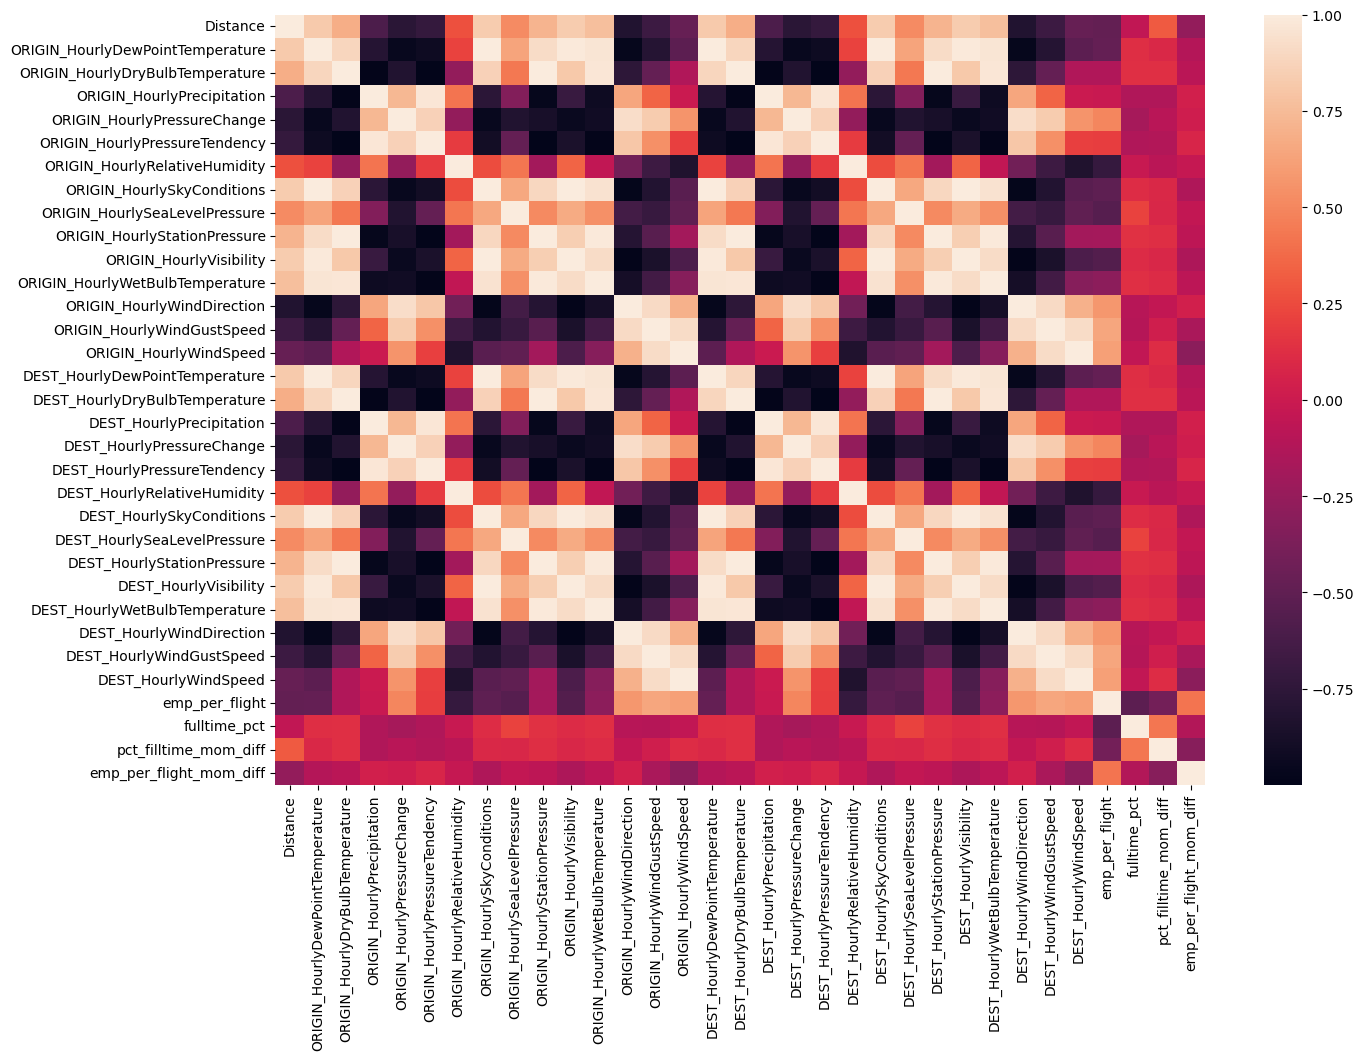 Distance
ORIGIN_HourlyDewPointTemperature
ORIGIN_HourlyDryBulbTemperature
ORIGIN_HourlyPrecipitation
ORIGIN_HourlyPressureChange
ORIGIN_HourlyPressureTendency
ORIGIN_HourlyRelativeHumidity
ORIGIN_HourlySkyConditions
ORIGIN_HourlySeaLevelPressure
ORIGIN_HourlyStationPressure
ORIGIN_HourlyVisibility
ORIGIN_HourlyWetBulbTemperature
ORIGIN_HourlyWindDirection
ORIGIN_HourlyWindGustSpeed
ORIGIN_HourlyWindSpeed
DEST_HourlyDewPointTemperature
DEST_HourlyDryBulbTemperature
DEST_HourlyPrecipitation
DEST_HourlyPressureChange
DEST_HourlyPressureTendency
DEST_HourlyRelativeHumidity
DEST_HourlySkyConditions
DEST_HourlySeaLevelPressure
DEST_HourlyStationPressure
DEST_HourlyVisibility
DEST_HourlyWetBulbTemperature
DEST_HourlyWindDirection
DEST_HourlyWindGustSpeed
DEST_HourlyWindSpeed
emp_per_flight
fulltime_pct
pct_filltime_mom_diff
emp_per_flight_mom_diff
Distance
ORIGIN_HourlyDewPointTemperature
ORIGIN_HourlyDryBulbTemperature
ORIGIN_HourlyPrecipitation
ORIGIN_HourlyPressureChange
ORIGIN_HourlyPressureTendency
ORIGIN_HourlyRelativeHumidity
ORIGIN_HourlySkyConditions
ORIGIN_HourlySeaLevelPressure
ORIGIN_HourlyStationPressure
ORIGIN_HourlyVisibility
ORIGIN_HourlyWetBulbTemperature
ORIGIN_HourlyWindDirection
ORIGIN_HourlyWindGustSpeed
ORIGIN_HourlyWindSpeed
DEST_HourlyDewPointTemperature
DEST_HourlyDryBulbTemperature
DEST_HourlyPrecipitation
DEST_HourlyPressureChange
DEST_HourlyPressureTendency
DEST_HourlyRelativeHumidity
DEST_HourlySkyConditions
DEST_HourlySeaLevelPressure
DEST_HourlyStationPressure
DEST_HourlyVisibility
DEST_HourlyWetBulbTemperature
DEST_HourlyWindDirection
DEST_HourlyWindGustSpeed
DEST_HourlyWindSpeed
emp_per_flight
fulltime_pct
pct_filltime_mom_diff
emp_per_flight_mom_diff
1.00
0.75
0.50
0.25
0.00
−0.25
−0.50
−0.75